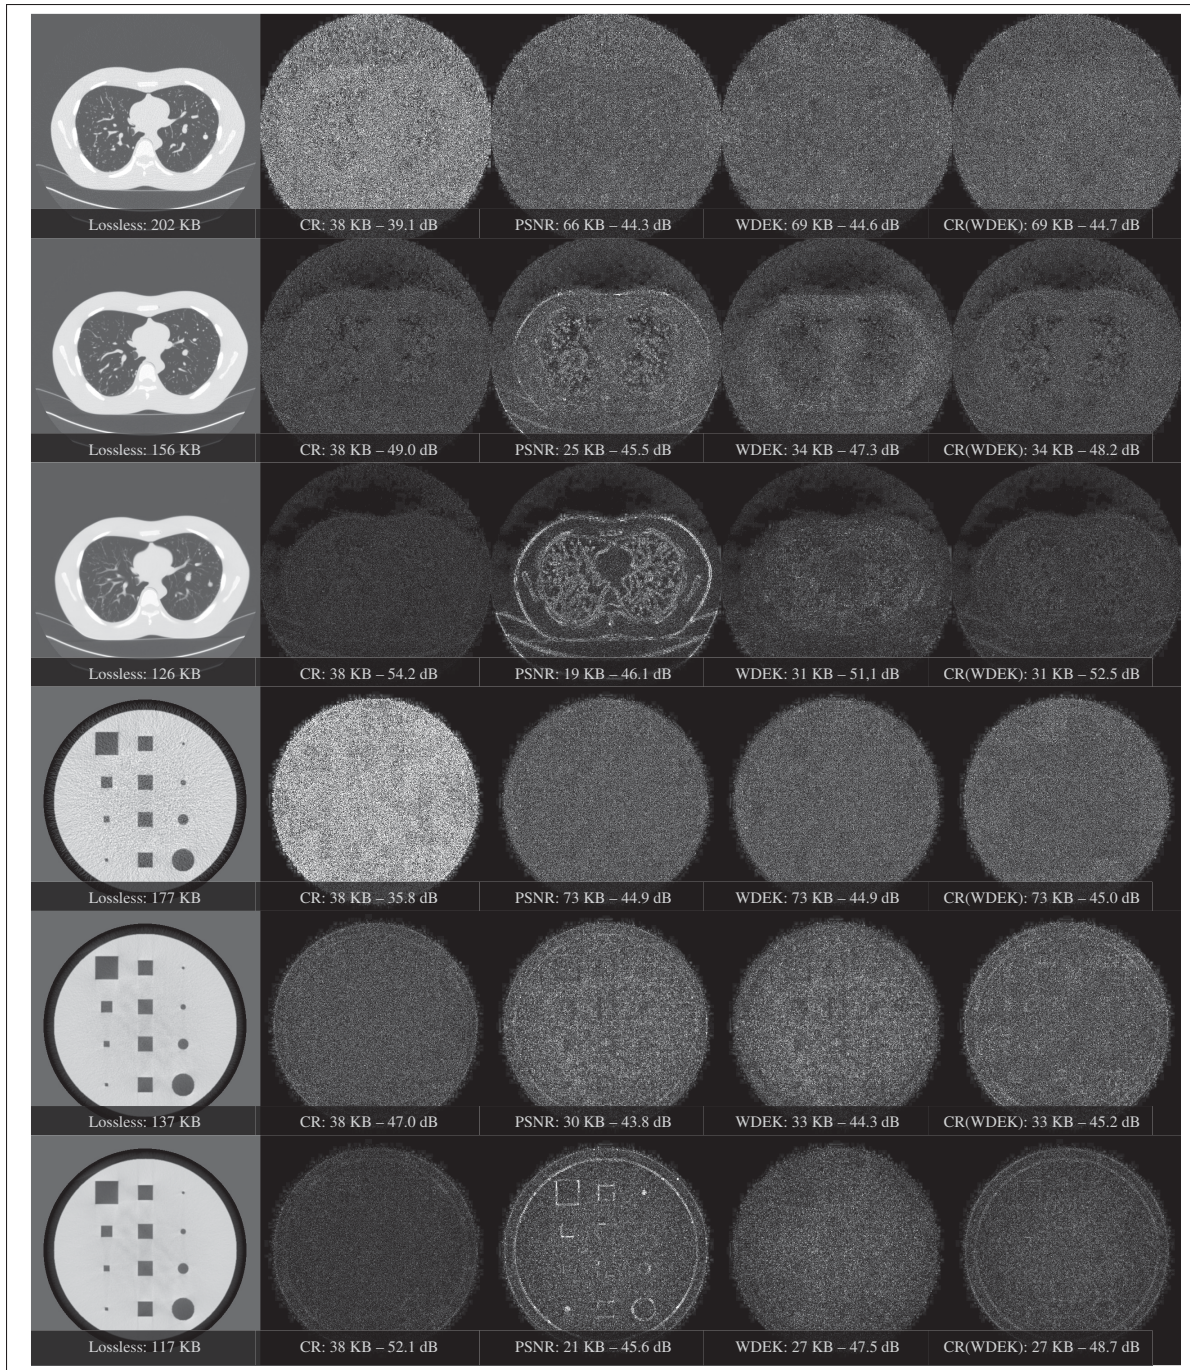 Lossless: 202 KB CR: 38 KB – 39.1 dB PSNR: 66 KB – 44.3 dB WDEK: 69 KB – 44.6 dB CR(WDEK): 69 KB – 44.7 dB
Lossless: 156 KB CR: 38 KB – 49.0 dB PSNR: 25 KB – 45.5 dB WDEK: 34 KB – 47.3 dB CR(WDEK): 34 KB – 48.2 dB
Lossless: 126 KB CR: 38 KB – 54.2 dB PSNR: 19 KB – 46.1 dB WDEK: 31 KB – 51,1 dB CR(WDEK): 31 KB – 52.5 dB
Lossless: 177 KB CR: 38 KB – 35.8 dB PSNR: 73 KB – 44.9 dB WDEK: 73 KB – 44.9 dB CR(WDEK): 73 KB – 45.0 dB
Lossless: 137 KB CR: 38 KB – 47.0 dB PSNR: 30 KB – 43.8 dB WDEK: 33 KB – 44.3 dB CR(WDEK): 33 KB – 45.2 dB
Lossless: 117 KB CR: 38 KB – 52.1 dB PSNR: 21 KB – 45.6 dB WDEK: 27 KB – 47.5 dB CR(WDEK): 27 KB – 48.7 dB